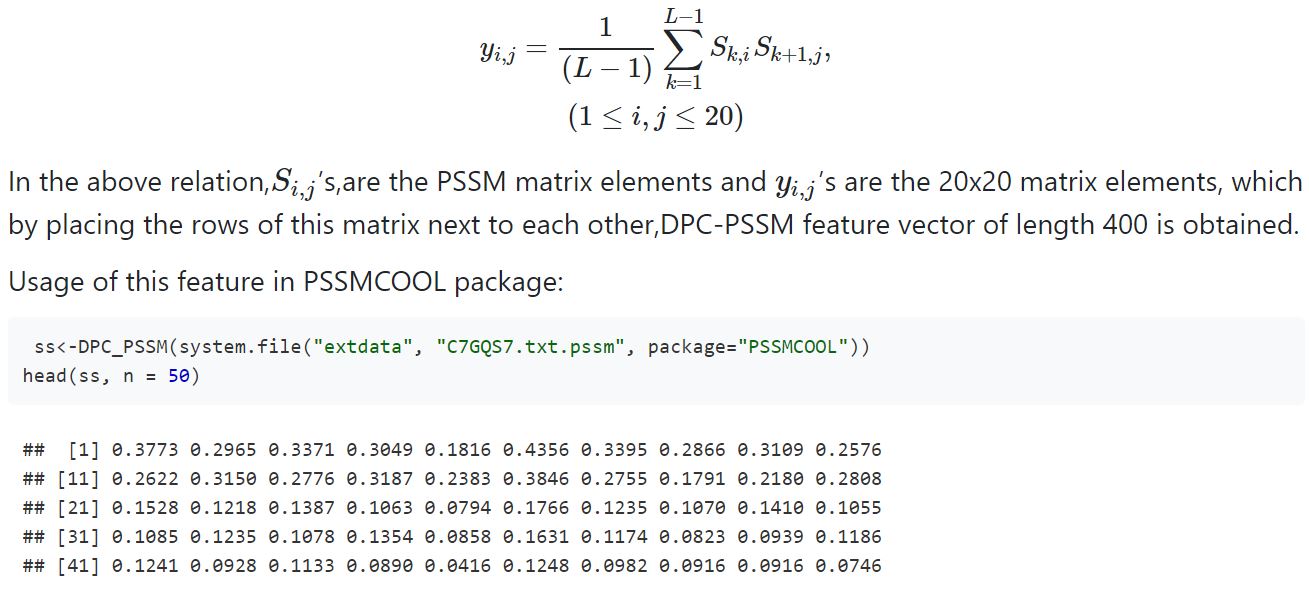 y_{i,j} = \frac{1}{(L-1)} \sum_{k=1}^{L-1} S_{k,i} S_{k+1,j},
(1 ≤ i, j ≤ 20)
In the above relation,S_{i,j}'s,are the PSSM matrix elements and y_{i,j}'s are the 20x20 matrix elements, which
by placing the rows of this matrix next to each other,DPC-PSSM feature vector of length 400 is obtained.
Usage of this feature in PSSMCOOL package:
ss<-DPC_PSSM(system.file("extdata", "C7GQS7.txt.pssm", package="PSSMCOOL"))
head(ss, n = 50)
##  [1] 0.3773 0.2965 0.3371 0.3049 0.1816 0.4356 0.3395 0.2866 0.3109 0.2576
## [11] 0.2622 0.3150 0.2776 0.3187 0.2383 0.3846 0.2755 0.1791 0.2180 0.2808
## [21] 0.1528 0.1218 0.1387 0.1063 0.0794 0.1766 0.1235 0.1070 0.1410 0.1055
## [31] 0.1085 0.1235 0.1078 0.1354 0.0858 0.1631 0.1174 0.0823 0.0939 0.1186
## [41] 0.1241 0.0928 0.1133 0.0890 0.0416 0.1248 0.0982 0.0916 0.0916 0.0746